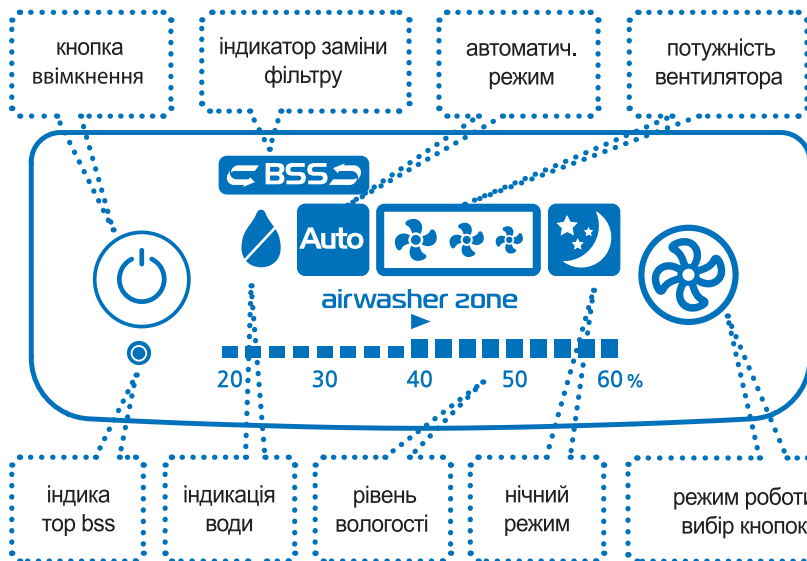 кнопка
ввімкнення
індикатор заміни
фільтру
автоматич.
режим
потужність
вентилятора
BSS
Auto
airwasher zone
20 30 40 50 60 %
індика
тор bss
індикація
води
рівень
вологості
нічний
режим
режим роботи
вибір кнопок